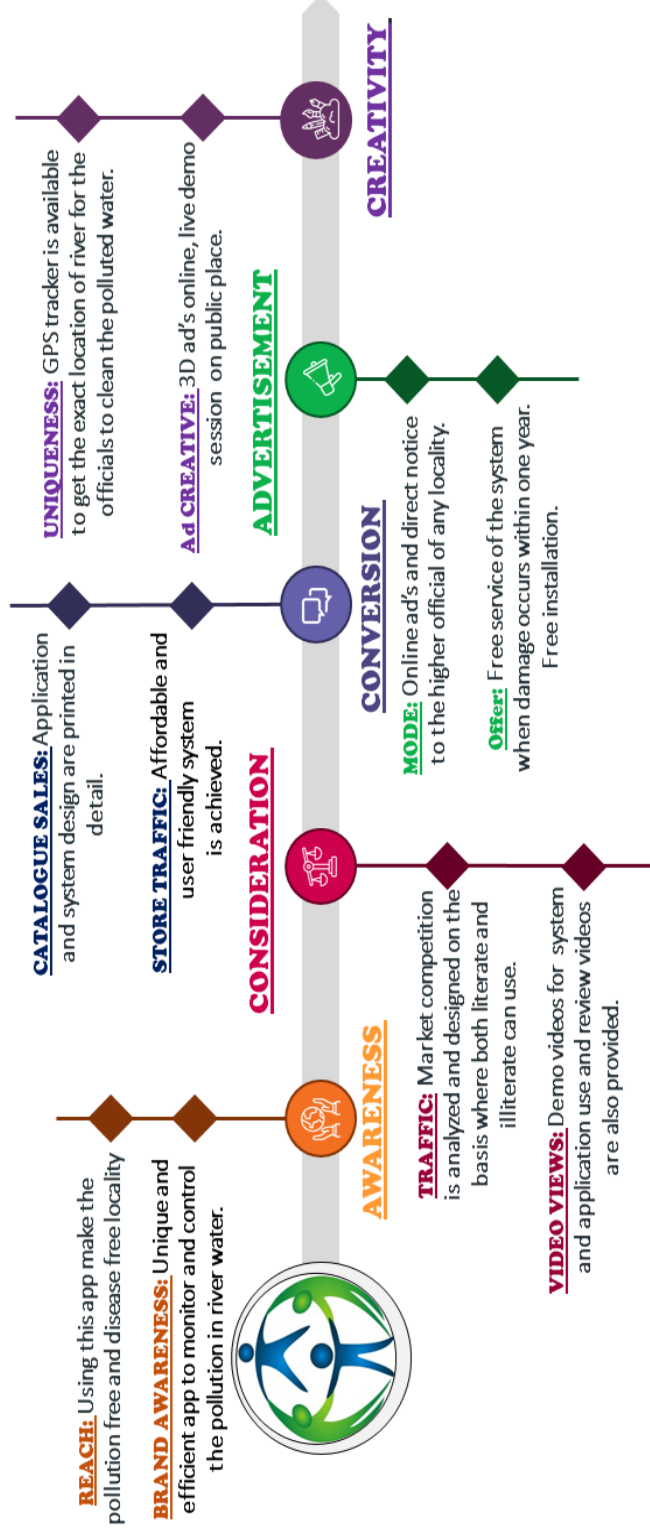 REACH: Using this app make the
pollution free and disease free locality
BRAND AWARENESS: Unique and
efficient app to monitor and control
the pollution in river water.
AWARENESS
CONSIDERATION
TRAFFIC: Market competition
is analyzed and designed on the
basis where both literate and
illiterate can use.
VIDEO VIEWS: Demo videos for system
and application use and review videos
are also provided.
CATALOGUE SALES: Application
and system design are printed in
detail.
STORE TRAFFIC: Affordable and
user friendly system
is achieved.
CONVERSION
ADVERTISEMENT
MODE: Online ad's and direct notice
to the higher official of any locality.
Offer: Free service of the system
when damage occurs within one year.
Free installation.
UNIQUENESS: GPS tracker is available
to get the exact location of river for the
officials to clean the polluted water.
Ad CREATIVE: 3D ad's online, live demo
session on public place.
CREATIVITY